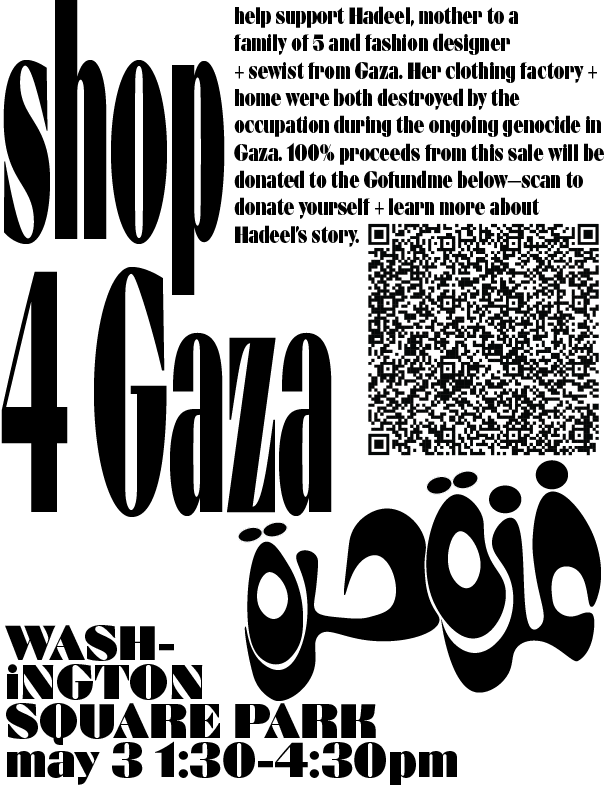 shop
4 Gaza
help support Hadeel, mother to a
family of 5 and fashion designer
+ sewist from Gaza. Her clothing factory +
home were both destroyed by the
occupation during the ongoing genocide in
Gaza. 100% proceeds from this sale will be
donated to the Gofundme below—scan to
donate yourself + learn more about
Hadeel's story.
غزة حرة
WASH-
iNGTON
SQUARE PARK
may 3 1:30-4:30pm